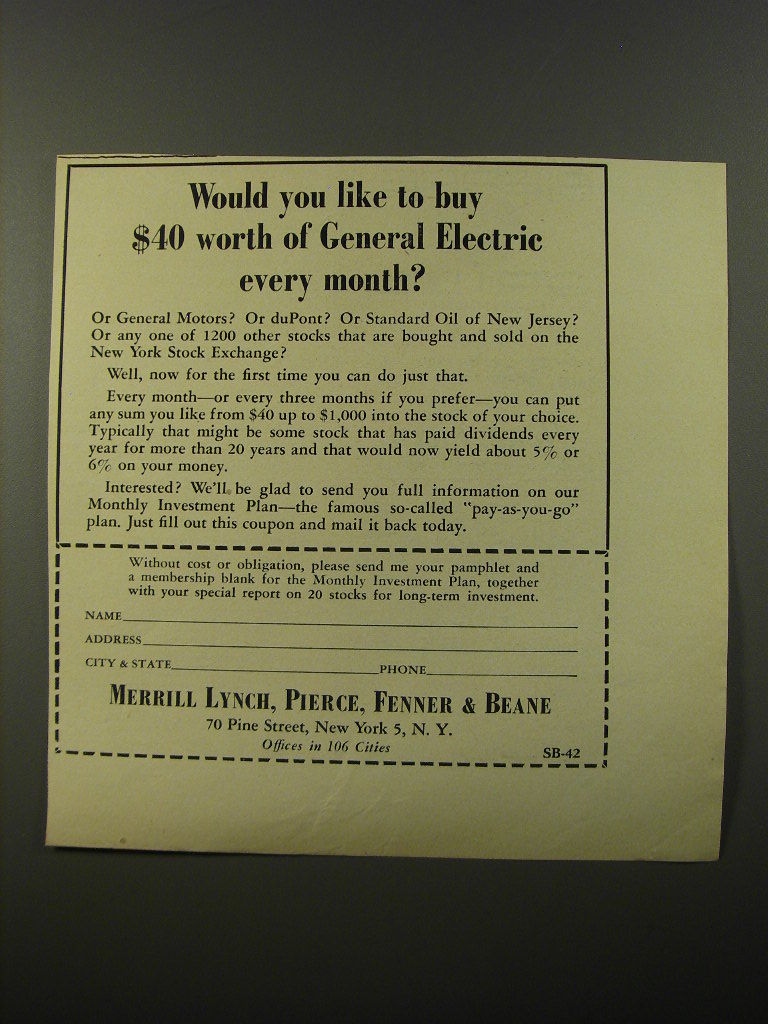 Would you like to buy
$40 worth of General Electric
every month?
Or General Motors? Or duPont? Or Standard Oil of New Jersey?
Or any one of 1200 other stocks that are bought and sold on the
New York Stock Exchange?
Well, now for the first time you can do just that.
Every month—or every three months if you prefer—you can put
any sum you like from $40 up to $1,000 into the stock of your choice.
Typically that might be some stock that has paid dividends every
year for more than 20 years and that would now yield about 5% or
6% on your money.
Interested? We'll be glad to send you full information on our
Monthly Investment Plan—the famous so-called "pay-as-you-go"
plan. Just fill out this coupon and mail it back today.
Without cost or obligation, please send me your pamphlet and
a membership blank for the Monthly Investment Plan, together
with your special report on 20 stocks for long-term investment.
NAME
ADDRESS
CITY & STATE PHONE
MERRILL LYNCH, PIERCE, FENNER & BEANE
70 Pine Street, New York 5, N. Y.
Offices in 106 Cities
SB-42